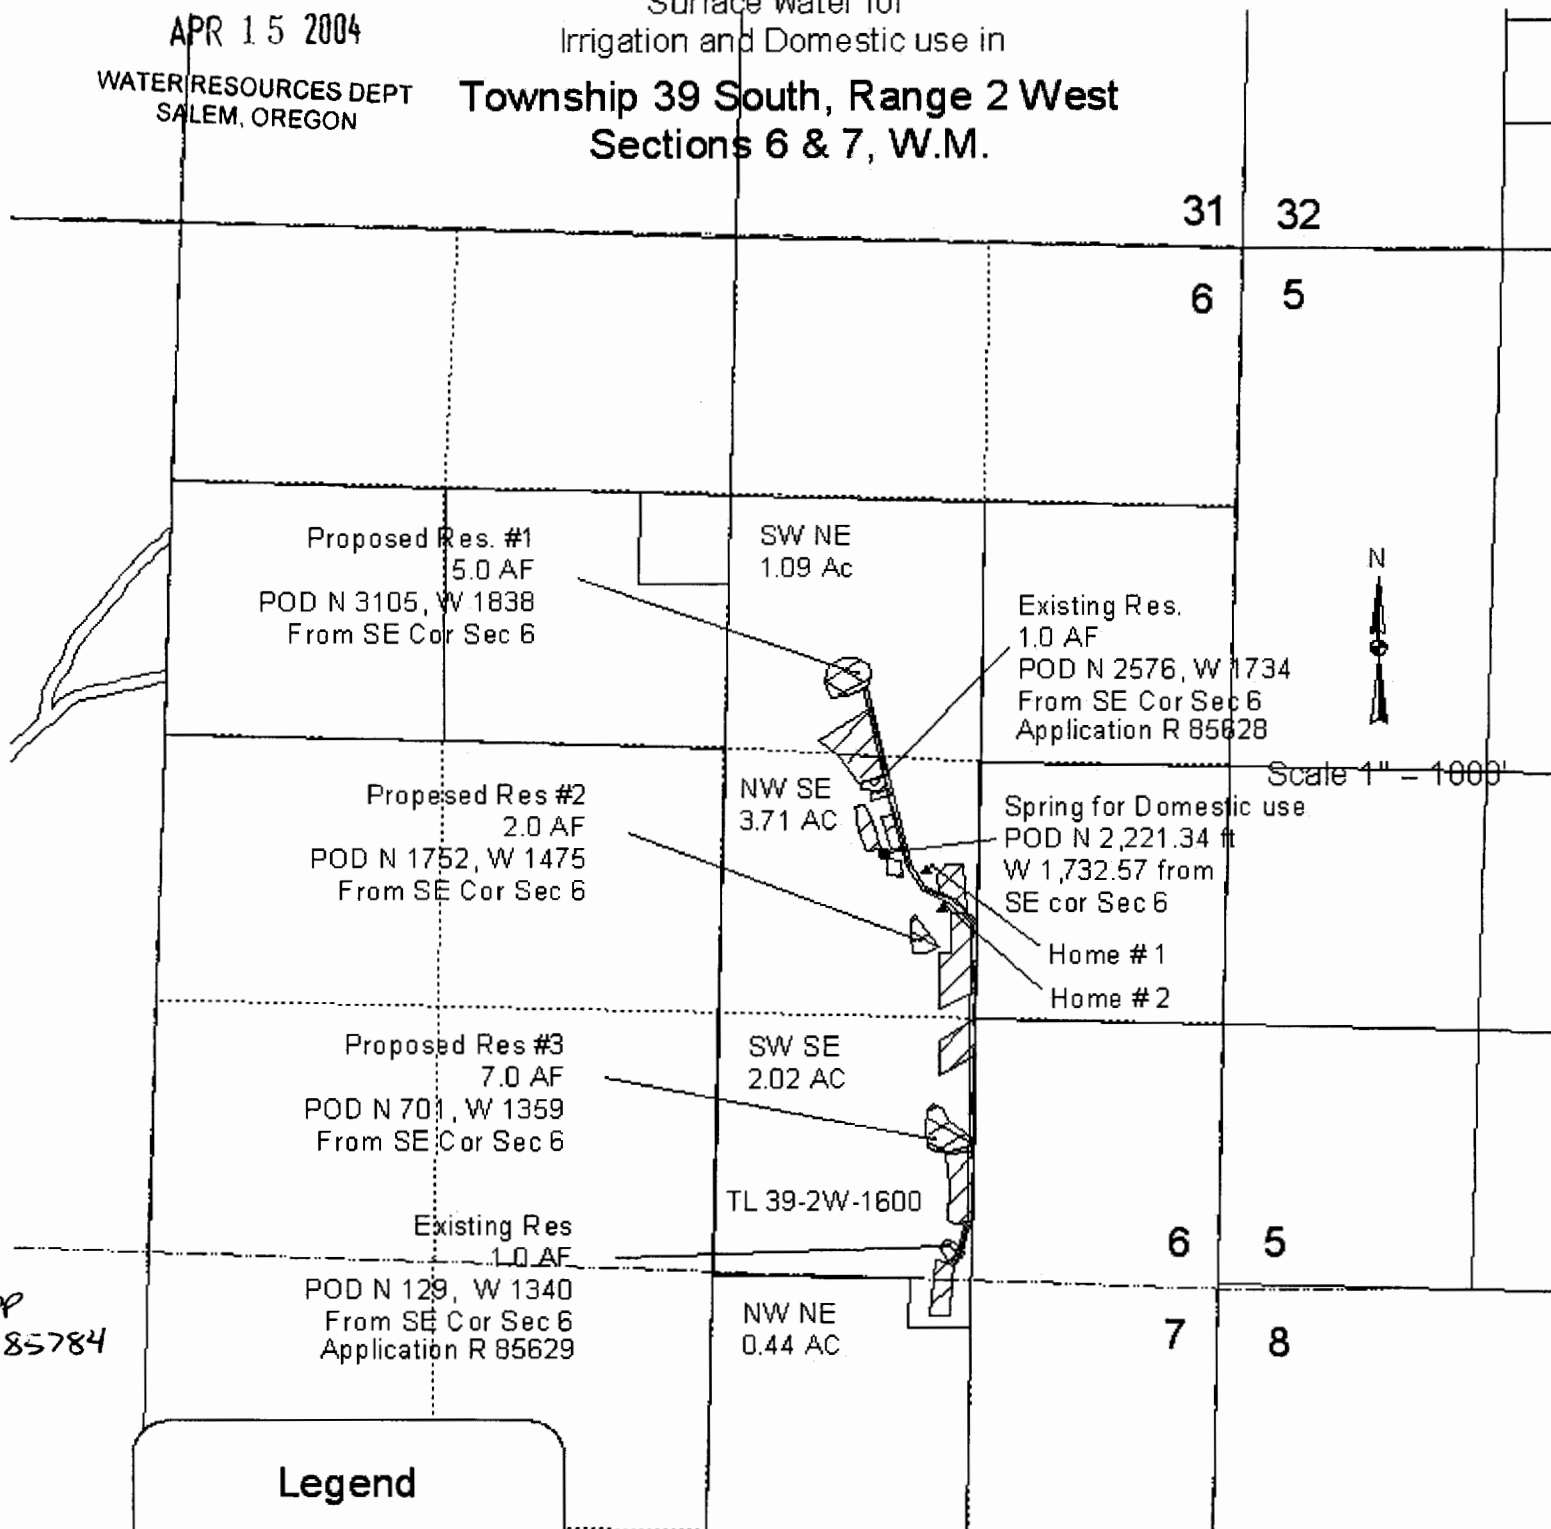 APR 15 2004
WATER RESOURCES DEPT
SALEM, OREGON
Surface Water for
Irrigation and Domestic use in
Township 39 South, Range 2 West
Sections 6 & 7, W.M.
31 32
6 5
Proposed Res. #1
5.0 AF
POD N 3105, W 1838
From SE Cor Sec 6
SW NE
1.09 Ac
Existing Res.
1.0 AF
POD N 2576, W 1734
From SE Cor Sec 6
Application R 85628
N
Scale 1" = 1000'
Propesed Res #2
2.0 AF
POD N 1752, W 1475
From SE Cor Sec 6
NW SE
3.71 AC
Spring for Domestic use
POD N 2,221.34 ft
W 1,732.57 from
SE cor Sec 6
Home # 1
Home # 2
Proposed Res #3
7.0 AF
POD N 701, W 1359
From SE Cor Sec 6
SW SE
2.02 AC
TL 39-2W-1600
Existing Res
1.0 AF
POD N 129, W 1340
From SE Cor Sec 6
Application R 85629
6 5
7 8
NW NE
0.44 AC
85784
Legend